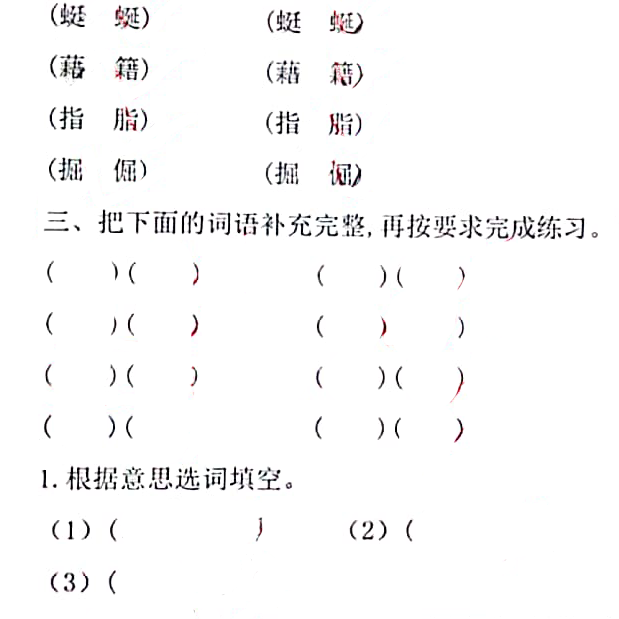 (蜓 蜒) (蜓 蜒)
(藉 籍) (藉 籍)
(指 脂) (指 脂)
(掘 倔) (掘 倔)
三、把下面的词语补充完整,再按要求完成练习。
( )( ) ( )( )
( )( ) ( ) )
( )( ) ( )( )
( )( ( )( )
1.根据意思选词填空。
(1)( ) (2)(
(3)(